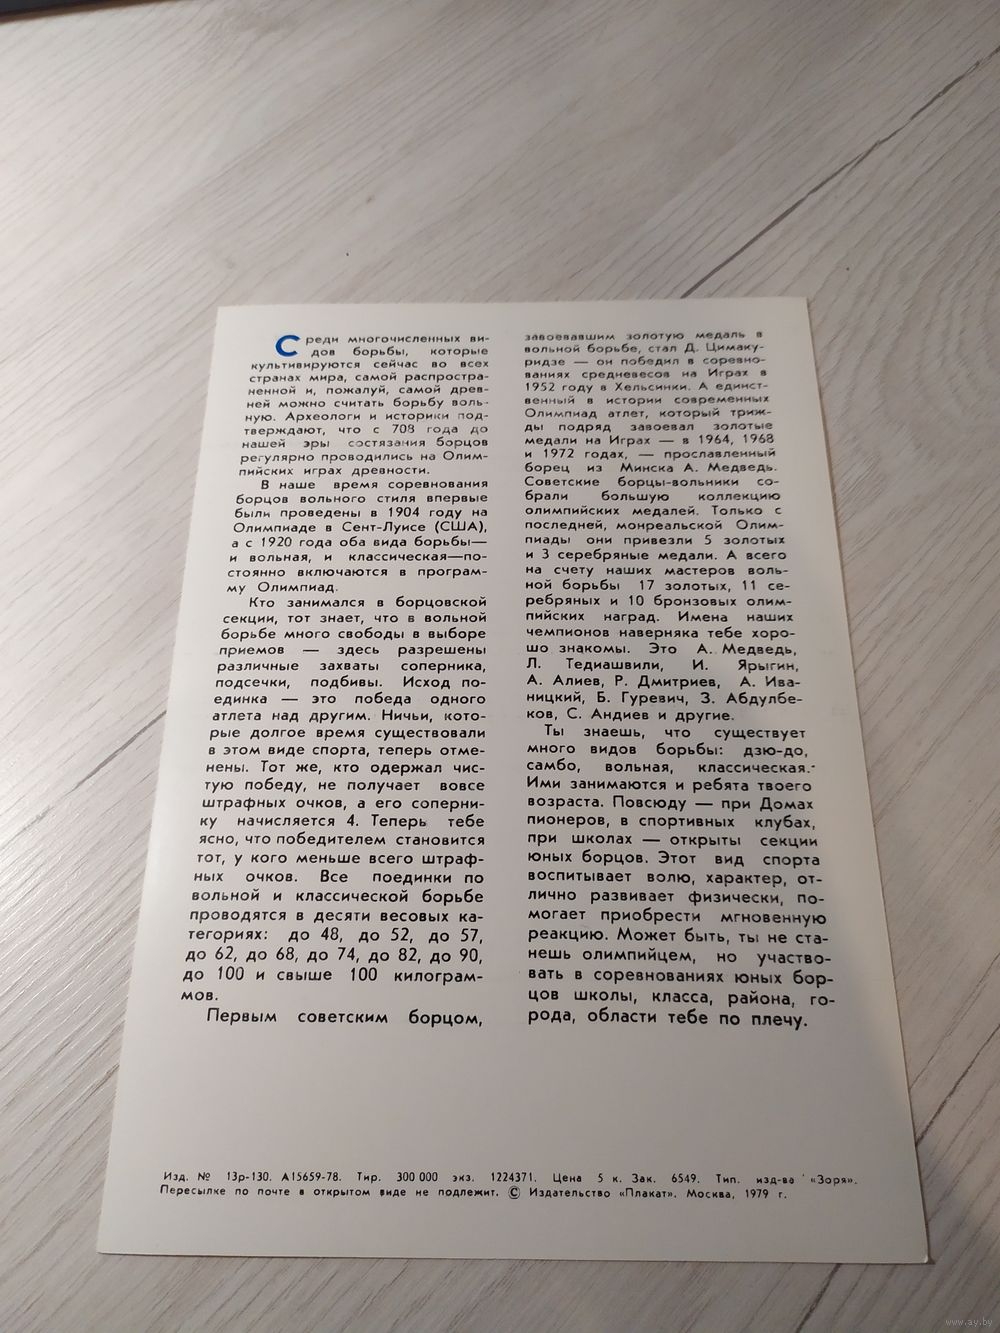 Среди многочисленных ви-
дов борьбы, которые
культивируются сейчас во всех
странах мира, самой распростра-
ненной и, пожалуй, самой древ-
ней можно считать борьбу воль-
ную. Археологи и историки под-
тверждают, что с 708 года до
нашей эры состязания борцов
регулярно проводились на Олим-
пийских играх древности.
В наше время соревнования
борцов вольного стиля впервые
были проведены в 1904 году на
Олимпиаде в Сент-Луисе (США),
а с 1920 года оба вида борьбы—
и вольная, и классическая—по-
стоянно включаются в програм-
му Олимпиад.
Кто занимался в борцовской
секции, тот знает, что в вольной
борьбе много свободы в выборе
приемов — здесь разрешены
различные захваты соперника,
подсечки, подбивы. Исход по-
единка — это победа одного
атлета над другим. Ничьи, кото-
рые долгое время существовали
в этом виде спорта, теперь отме-
нены. Тот же, кто одержал чис-
тую победу, не получает вовсе
штрафных очков, а его соперни-
ку начисляется 4. Теперь тебе
ясно, что победителем становится
тот, у кого меньше всего штраф-
ных очков. Все поединки по
вольной и классической борьбе
проводятся в десяти весовых ка-
тегориях: до 48, до 52, до 57,
до 62, до 68, до 74, до 82, до 90,
до 100 и свыше 100 килограм-
мов.
Первым советским борцом,
завоевавшим золотую медаль в
вольной борьбе, стал Д. Цимаку-
ридзе — он победил в соревно-
ваниях средневесов на Играх в
1952 году в Хельсинки. А единст-
венный в истории современных
Олимпиад атлет, который триж-
ды подряд завоевал золотые
медали на Играх — в 1964, 1968
и 1972 годах, — прославленный
борец из Минска А. Медведь.
Советские борцы-вольники со-
брали большую коллекцию
олимпийских медалей. Только с
последней, монреальской Олим-
пиады они привезли 5 золотых
и 3 серебряные медали. А всего
на счету наших мастеров воль-
ной борьбы 17 золотых, 11 се-
ребряных и 10 бронзовых олим-
пийских наград. Имена наших
чемпионов наверняка тебе хоро-
шо знакомы. Это А. Медведь,
Л. Тедиашвили, И. Ярыгин,
А. Алиев, Р. Дмитриев, А. Ива-
ницкий, Б. Гуревич, З. Абдулбе-
ков, С. Андиев и другие.
Ты знаешь, что существует
много видов борьбы: дзю-до,
самбо, вольная, классическая.
Ими занимаются и ребята твоего
возраста. Повсюду — при Домах
пионеров, в спортивных клубах,
при школах — открыты секции
юных борцов. Этот вид спорта
воспитывает волю, характер, от-
лично развивает физически, по-
могает приобрести мгновенную
реакцию. Может быть, ты не ста-
нешь олимпийцем, но участво-
вать в соревнованиях юных бор-
цов школы, класса, района, го-
рода, области тебе по плечу.
Изд. № 13р-130. А15659-78. Тир. 300 000 экз. 1224371. Цена 5 к. Зак. 6549. Тип. изд-ва «Зоря».
Пересылке по почте в открытом виде не подлежит. © Издательство «Плакат». Москва, 1979 г.
www.ay.by